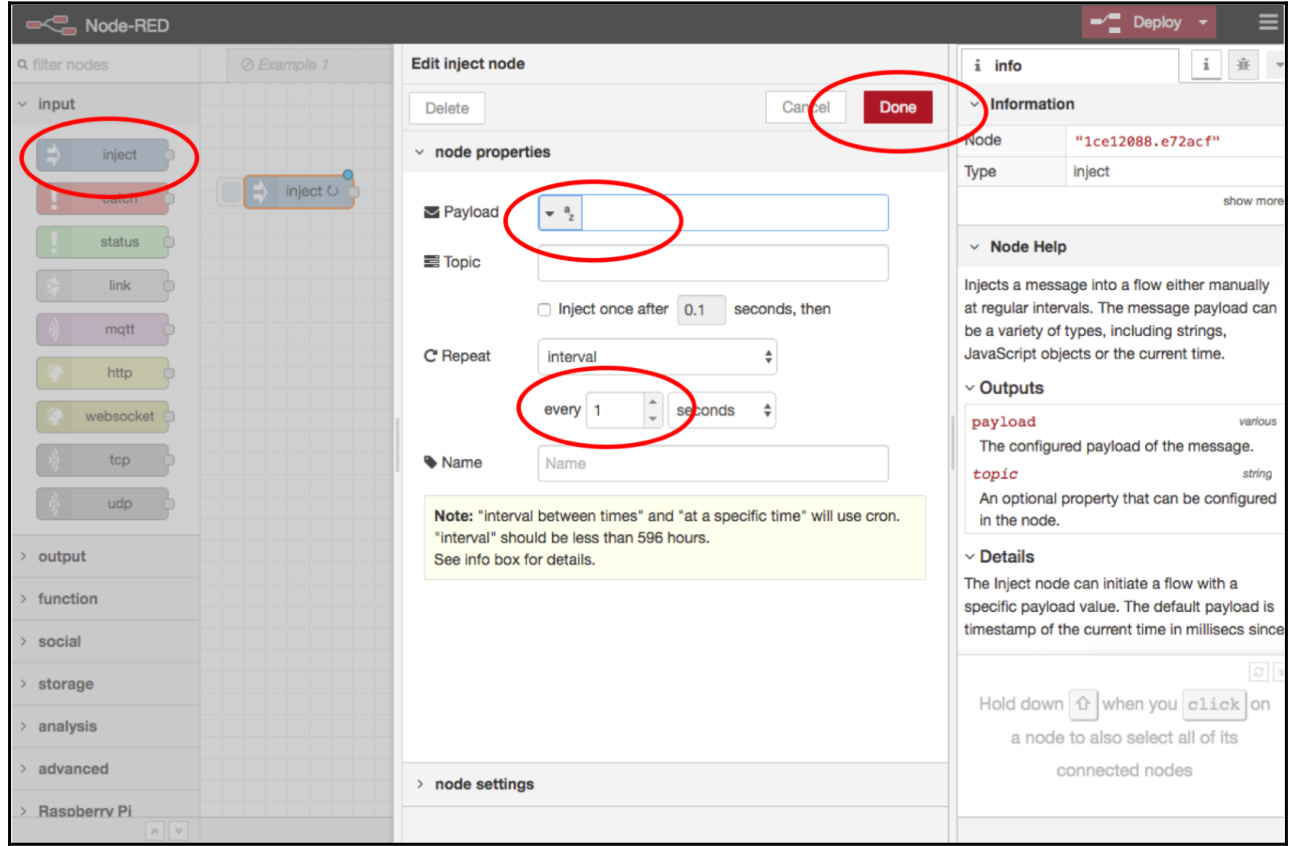 Node-RED
Deploy
filter nodes
Example 1
Edit inject node
i info
i
input
Delete
Cancel
Done
Information
inject
node properties
Node "1ce12088.e72acf"
Type inject
catch
inject ↻
show more
Payload
a z
status
Node Help
Topic
link
Injects a message into a flow either manually
at regular intervals. The message payload can
be a variety of types, including strings,
JavaScript objects or the current time.
Inject once after 0.1 seconds, then
mqtt
Repeat interval
http
Outputs
every 1 seconds
websocket
payload various
The configured payload of the message.
tcp
Name Name
topic string
An optional property that can be configured
in the node.
udp
Note: "interval between times" and "at a specific time" will use cron.
"interval" should be less than 596 hours.
See info box for details.
output
Details
The Inject node can initiate a flow with a
specific payload value. The default payload is
timestamp of the current time in millisecs since
function
social
storage
analysis
advanced
Raspberry Pi
Hold down ⇧ when you click on
a node to also select all of its
connected nodes
node settings